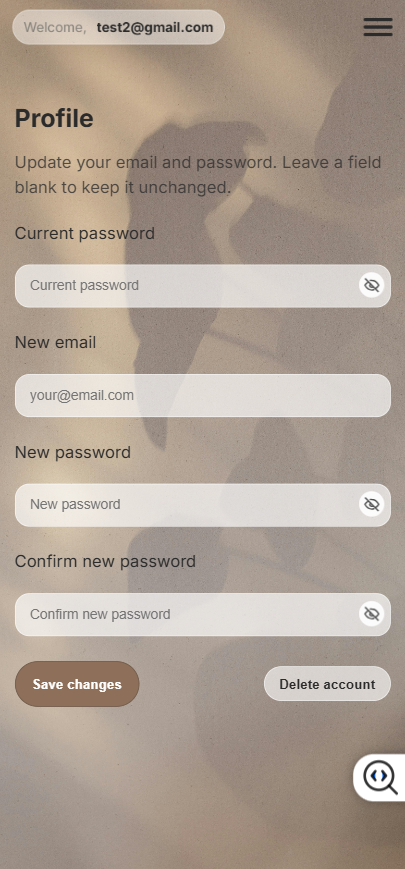 Welcome, test2@gmail.com
Profile
Update your email and password. Leave a field
blank to keep it unchanged.
Current password
Current password
New email
your@email.com
New password
New password
Confirm new password
Confirm new password
Save changes
Delete account